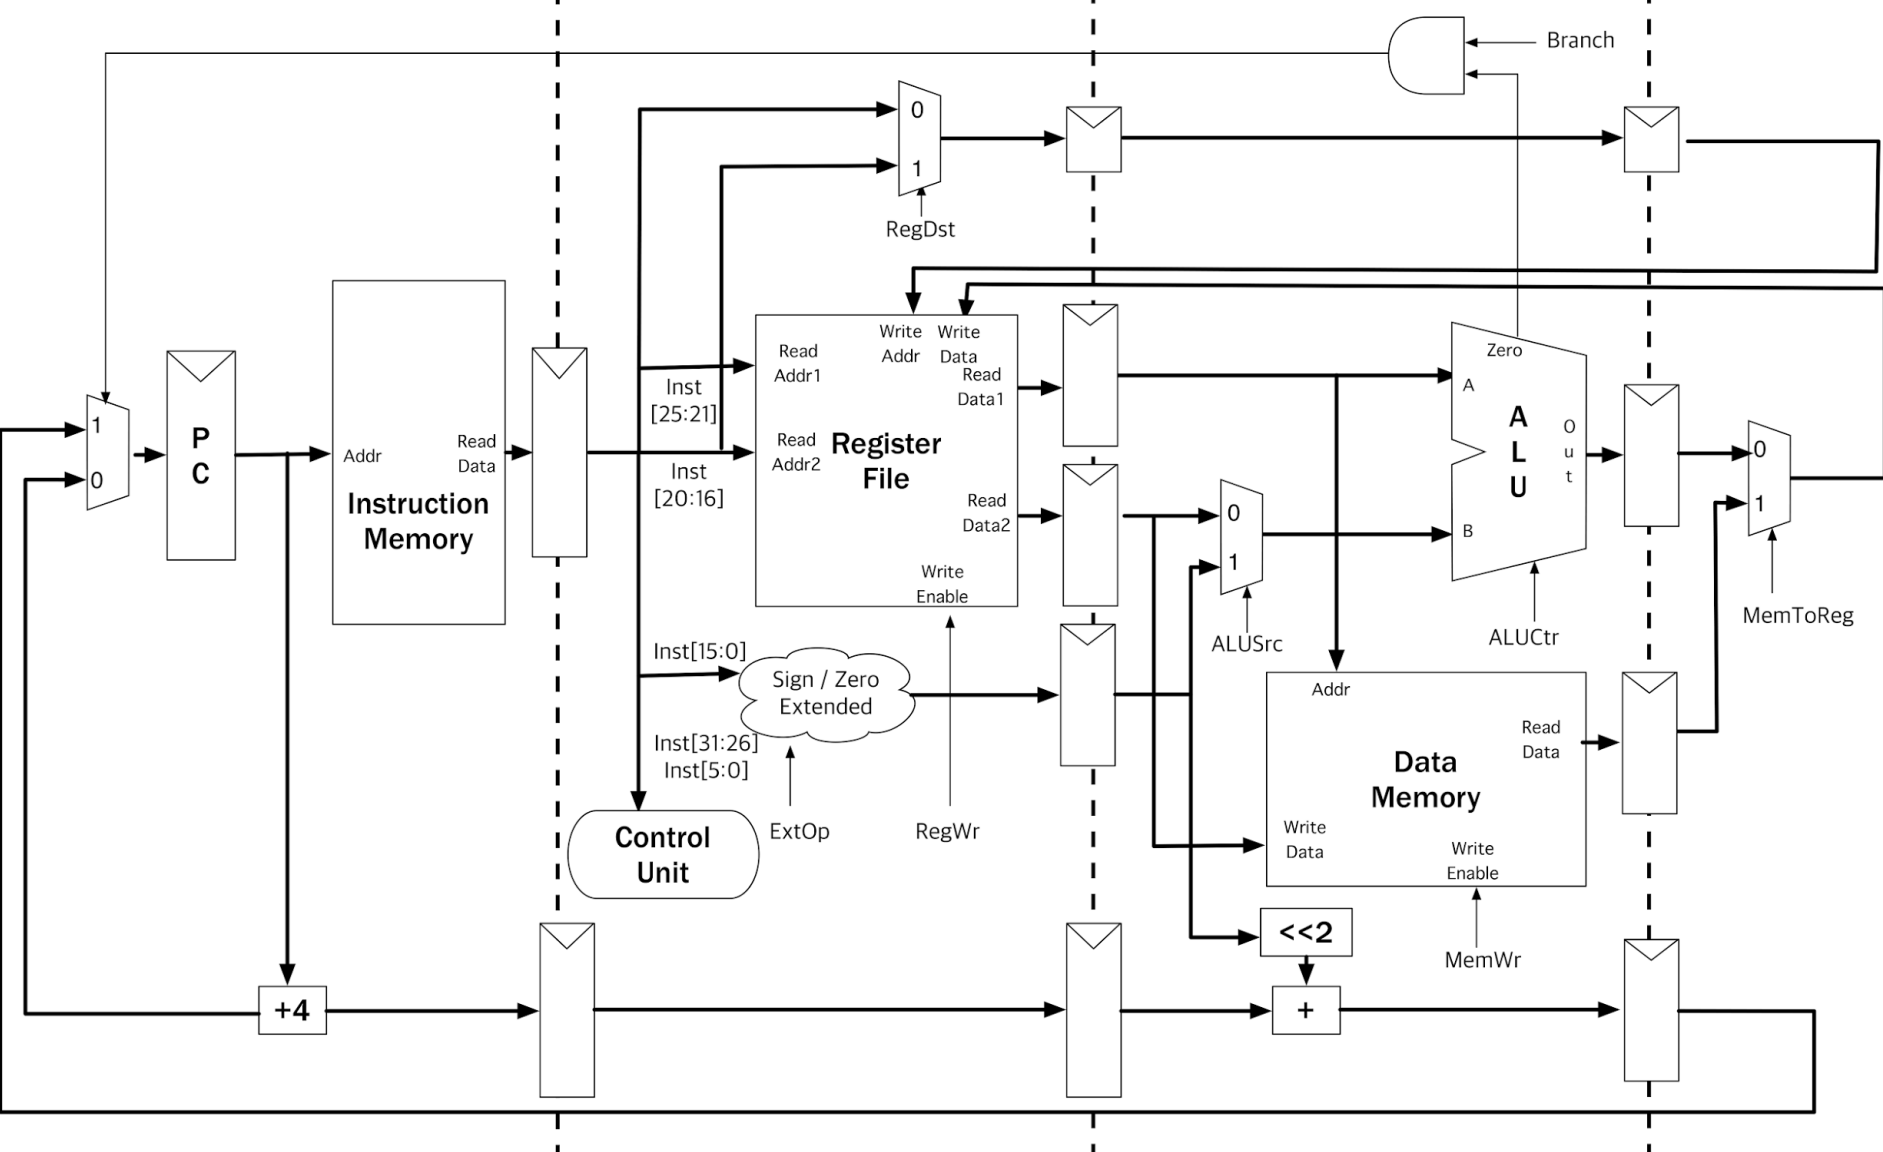 Branch
0
1
RegDst
Write
Addr
Write
Data
Read
Addr1
Read
Data1
Inst
[25:21]
Read
Addr2
Register
File
Inst
[20:16]
Read
Data2
Write
Enable
1
0
P
C
Addr
Read
Data
Instruction
Memory
Zero
A
A
L
U
O
u
t
B
0
1
ALUSrc
ALUCtr
0
1
MemToReg
Inst[15:0]
Sign / Zero
Extended
Inst[31:26]
Inst[5:0]
ExtOp
RegWr
Control
Unit
Addr
Read
Data
Data
Memory
Write
Data
Write
Enable
MemWr
<<2
+4
+